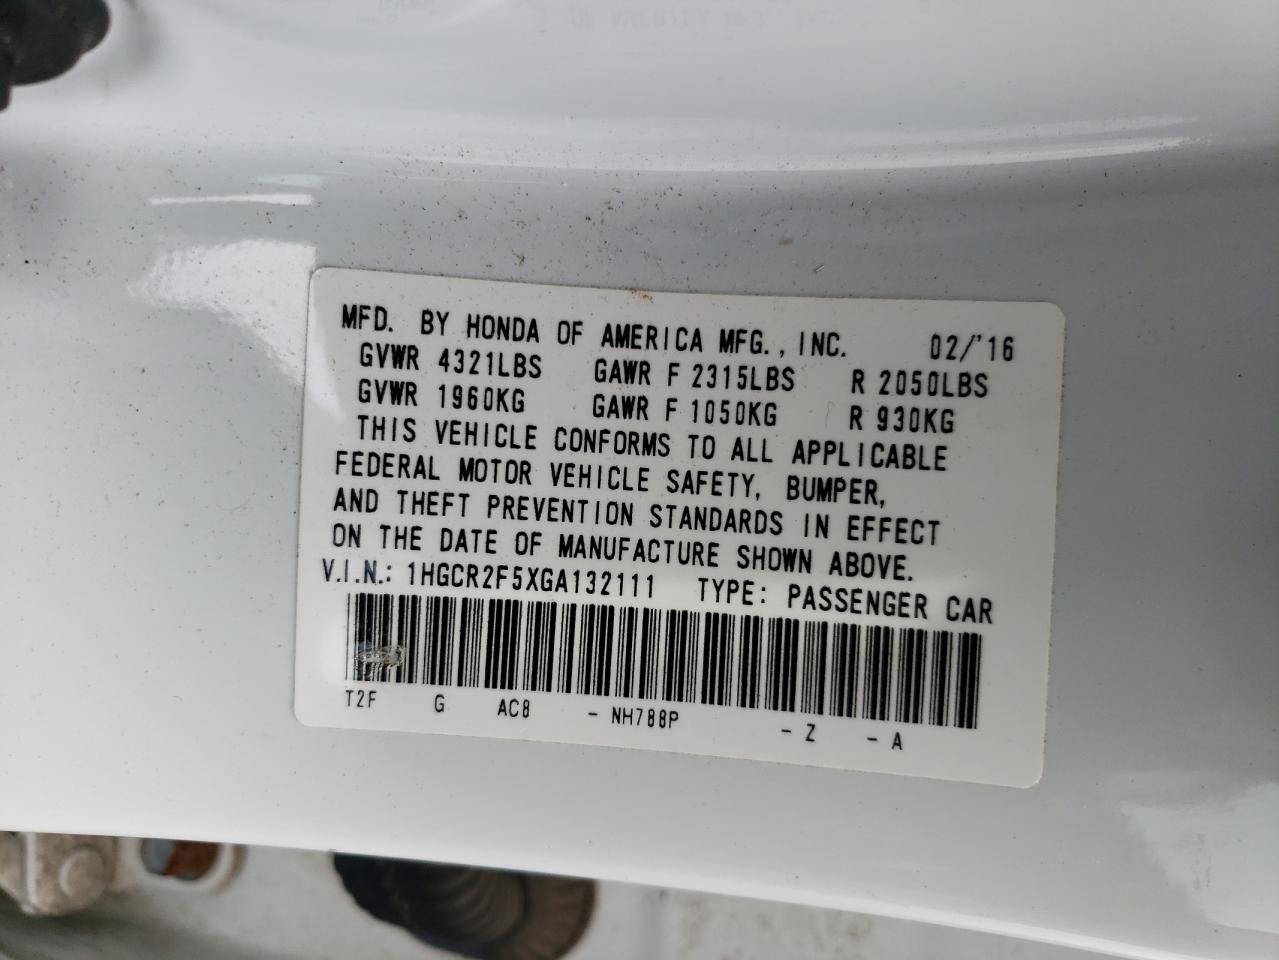 MFD. BY HONDA OF AMERICA MFG., INC. 02/'16
GVWR 4321LBS GAWR F 2315LBS R 2050LBS
GVWR 1960KG GAWR F 1050KG R 930KG
THIS VEHICLE CONFORMS TO ALL APPLICABLE
FEDERAL MOTOR VEHICLE SAFETY, BUMPER,
AND THEFT PREVENTION STANDARDS IN EFFECT
ON THE DATE OF MANUFACTURE SHOWN ABOVE.
V.I.N.: 1HGCR2F5XGA132111 TYPE: PASSENGER CAR
T2F G AC8 - NH788P - Z - A